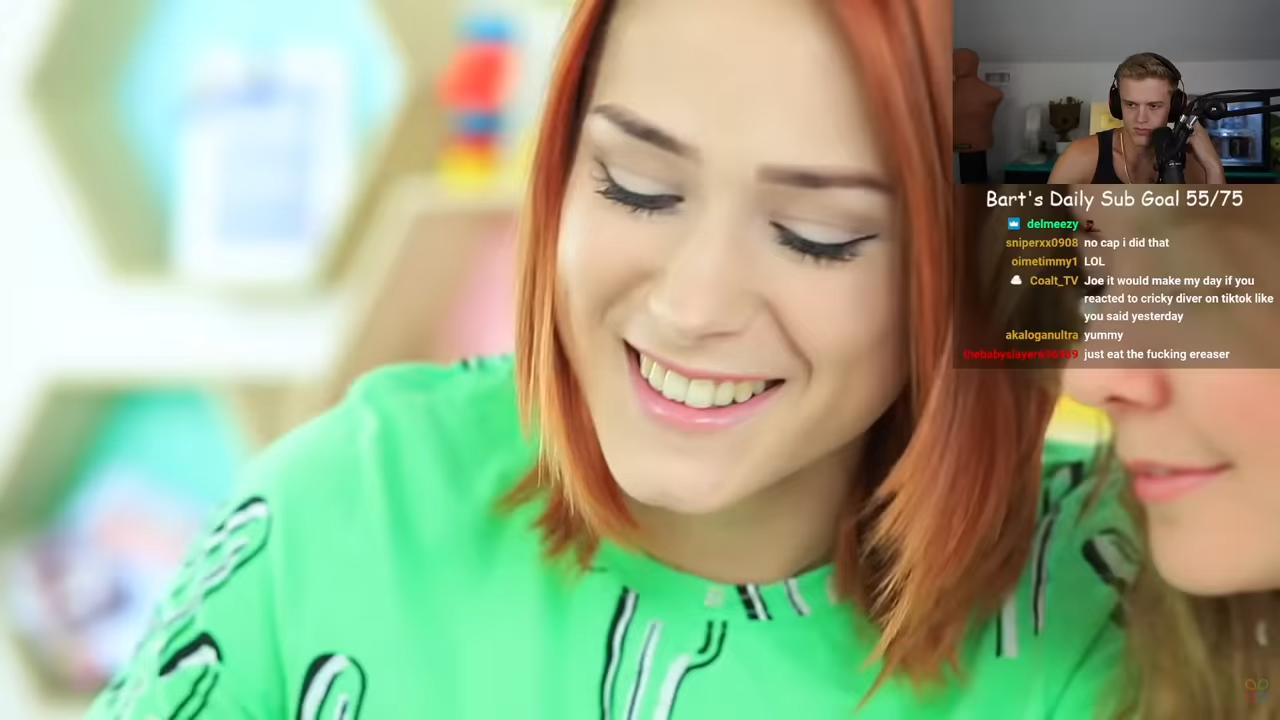 Bart's Daily Sub Goal 55/75
delmeezy
sniperxx0908 no cap i did that
oimetimmy1 LOL
Coalt_TV Joe it would make my day if you
reacted to cricky diver on tiktok like
you said yesterday
akaloganultra yummy
just eat the fucking ereaser